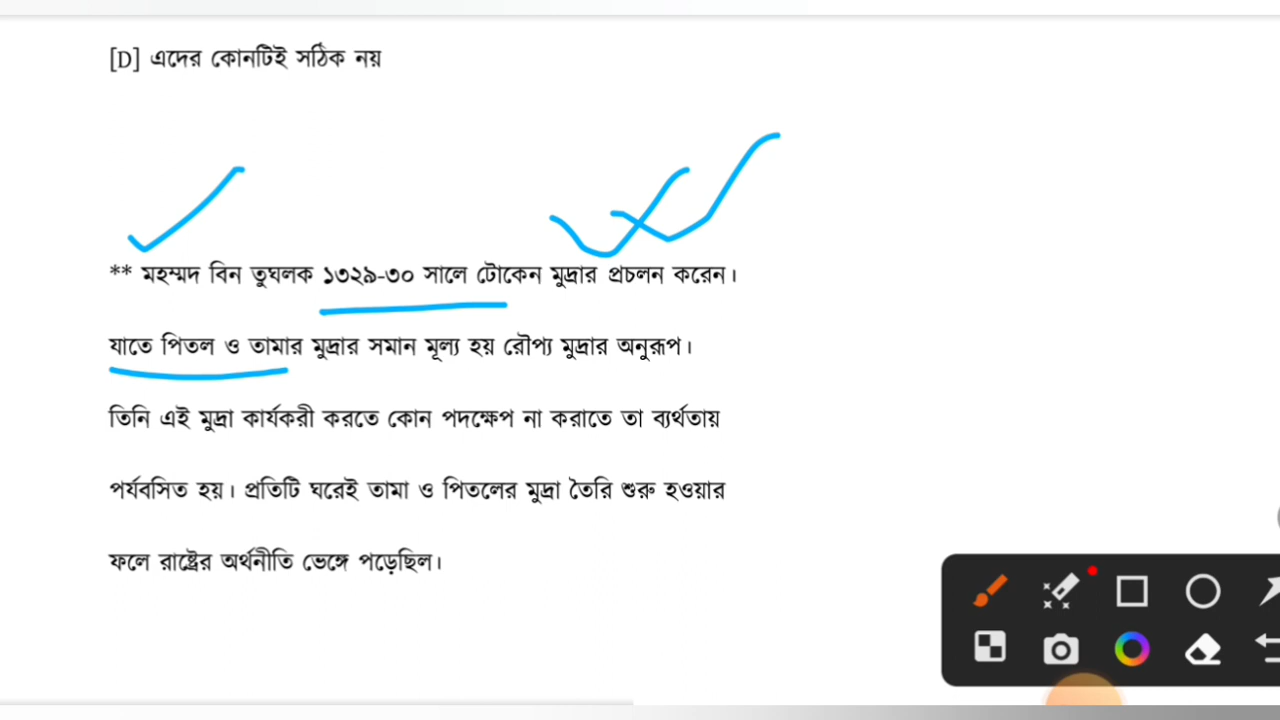 [D] এদের কোনটিই সঠিক নয়
** মহম্মদ বিন তুঘলক ১৩২৯-৩০ সালে টোকেন মুদ্রার প্রচলন করেন।
যাতে পিতল ও তামার মুদ্রার সমান মূল্য হয় রৌপ্য মুদ্রার অনুরূপ।
তিনি এই মুদ্রা কার্যকরী করতে কোন পদক্ষেপ না করাতে তা ব্যর্থতায়
পর্যবসিত হয়। প্রতিটি ঘরেই তামা ও পিতলের মুদ্রা তৈরি শুরু হওয়ার
ফলে রাষ্ট্রের অর্থনীতি ভেঙ্গে পড়েছিল।